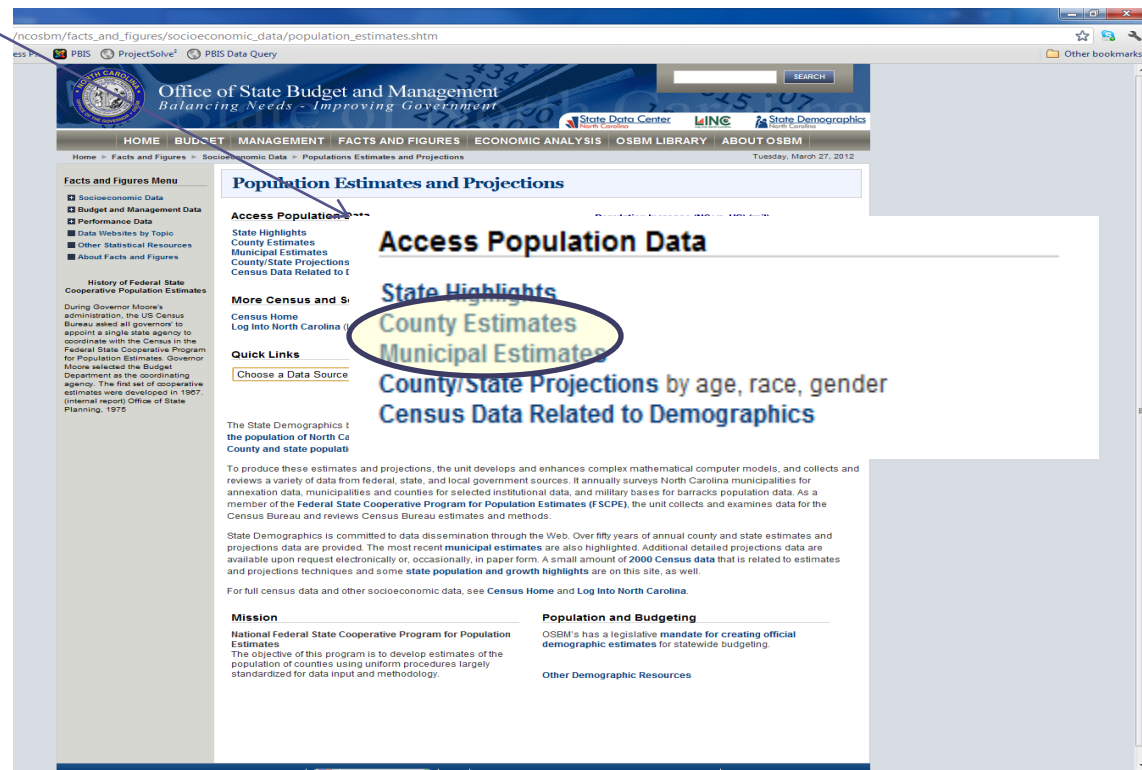 /ncosbm/facts_and_figures/socioeconomic_data/population_estimates.shtm
PBIS ProjectSolve² PBIS Data Query Other bookmarks
Office of State Budget and Management
Balancing Needs - Improving Government
SEARCH
State Data Center
North Carolina
LINC
State Demographics
North Carolina
HOME BUDGET MANAGEMENT FACTS AND FIGURES ECONOMIC ANALYSIS OSBM LIBRARY ABOUT OSBM
Home Facts and Figures Socioeconomic Data Populations Estimates and Projections
Tuesday, March 27, 2012
Facts and Figures Menu
Socioeconomic Data
Budget and Management Data
Performance Data
Data Websites by Topic
Other Statistical Resources
About Facts and Figures
History of Federal State
Cooperative Population Estimates
During Governor Moore's
administration, the US Census
Bureau asked all governors' to
appoint a single state agency to
coordinate with the Census in the
Federal State Cooperative Program
for Population Estimates. Governor
Moore selected the Budget
Department as the coordinating
agency. The first set of cooperative
estimates were developed in 1967.
(internal report) Office of State
Planning, 1975
Population Estimates and Projections
Access Population Data
State Highlights
County Estimates
Municipal Estimates
County/State Projections
Census Data Related to
More Census and
Census Home
Log Into North Carolina
Quick Links
Choose a Data Source
Access Population Data
State Highlights
County Estimates
Municipal Estimates
County/State Projections by age, race, gender
Census Data Related to Demographics
The State Demographics
the population of North
County and state
To produce these estimates and projections, the unit develops and enhances complex mathematical computer models, and collects and
reviews a variety of data from federal, state, and local government sources. It annually surveys North Carolina municipalities for
annexation data, municipalities and counties for selected institutional data, and military bases for barracks population data. As a
member of the Federal State Cooperative Program for Population Estimates (FSCPE), the unit collects and examines data for the
Census Bureau and reviews Census Bureau estimates and methods.
State Demographics is committed to data dissemination through the Web. Over fifty years of annual county and state estimates and
projections data are provided. The most recent municipal estimates are also highlighted. Additional detailed projections data are
available upon request electronically or, occasionally, in paper form. A small amount of 2000 Census data that is related to estimates
and projections techniques and some state population and growth highlights are on this site, as well.
For full census data and other socioeconomic data, see Census Home and Log Into North Carolina.
Mission
National Federal State Cooperative Program for Population
Estimates
The objective of this program is to develop estimates of the
population of counties using uniform procedures largely
standardized for data input and methodology.
Population and Budgeting
OSBM's has a legislative mandate for creating official
demographic estimates for statewide budgeting.
Other Demographic Resources